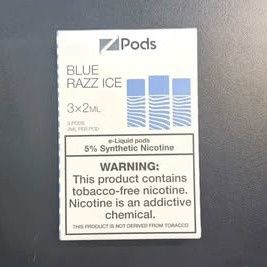 Z Pods
BLUE
RAZZ ICE
3×2ML
3 PODS
2ML PER POD
e-Liquid pods
5% Synthetic Nicotine
WARNING:
This product contains
tobacco-free nicotine.
Nicotine is an addictive
chemical.
THIS PRODUCT IS NOT DERIVED FROM TOBACCO